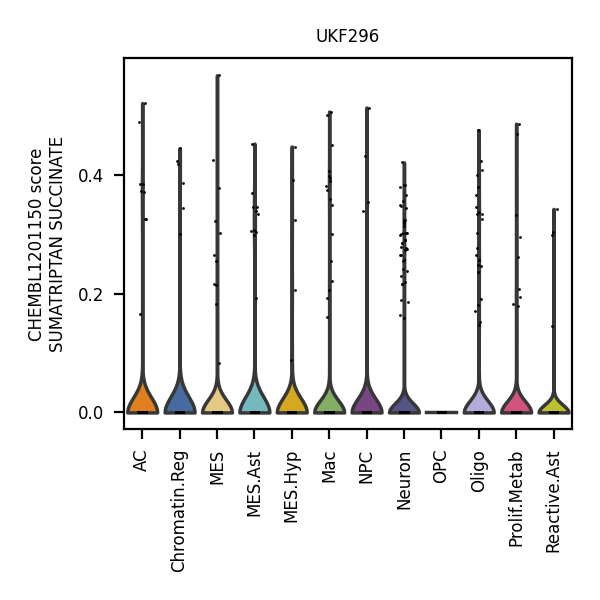 UKF296
CHEMBL1201150 score
SUMATRIPTAN SUCCINATE
0.4
0.2
0.0
AC
Chromatin.Reg
MES
MES.Ast
MES.Hyp
Mac
NPC
Neuron
OPC
Oligo
Prolif.Metab
Reactive.Ast